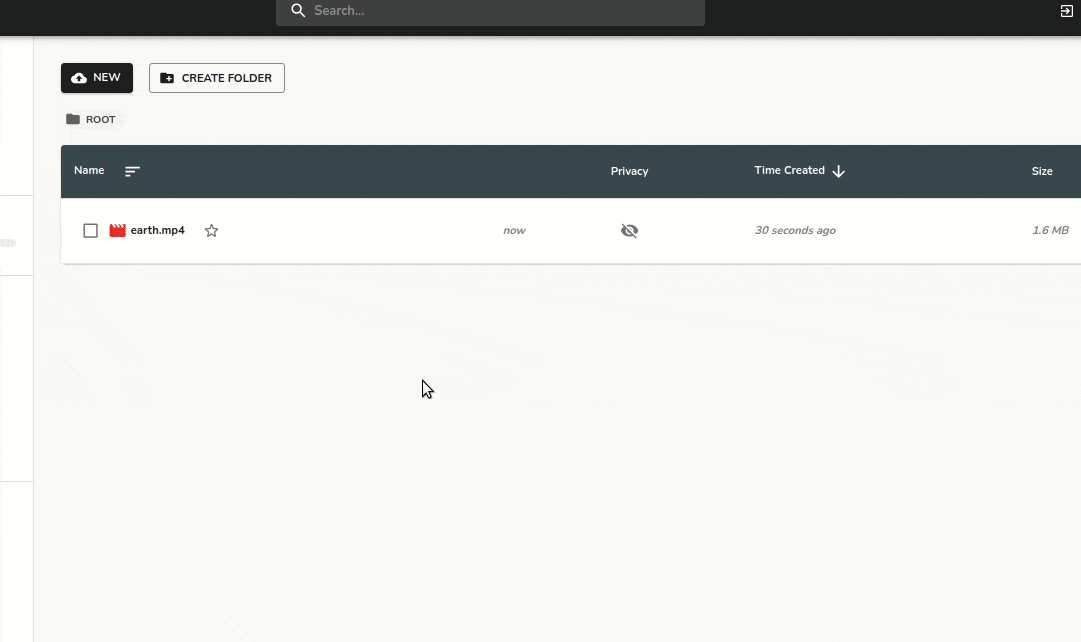 Search...
NEW
CREATE FOLDER
ROOT
Name Privacy Time Created Size
earth.mp4 now 30 seconds ago 1.6 MB